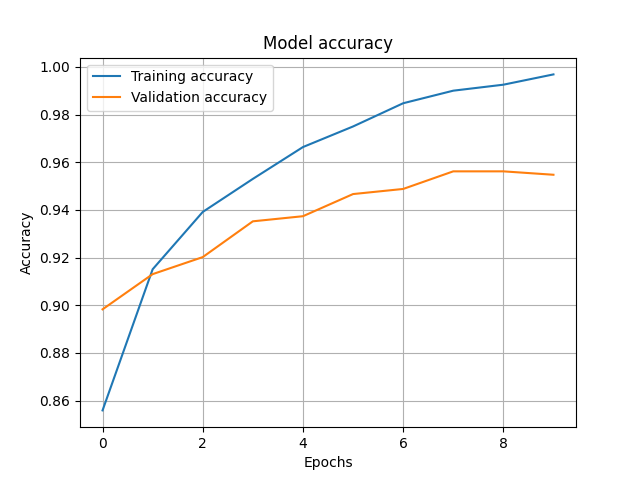 Model accuracy
Training accuracy
Validation accuracy
1.00
0.98
0.96
0.94
0.92
0.90
0.88
0.86
Accuracy
0 2 4 6 8
Epochs